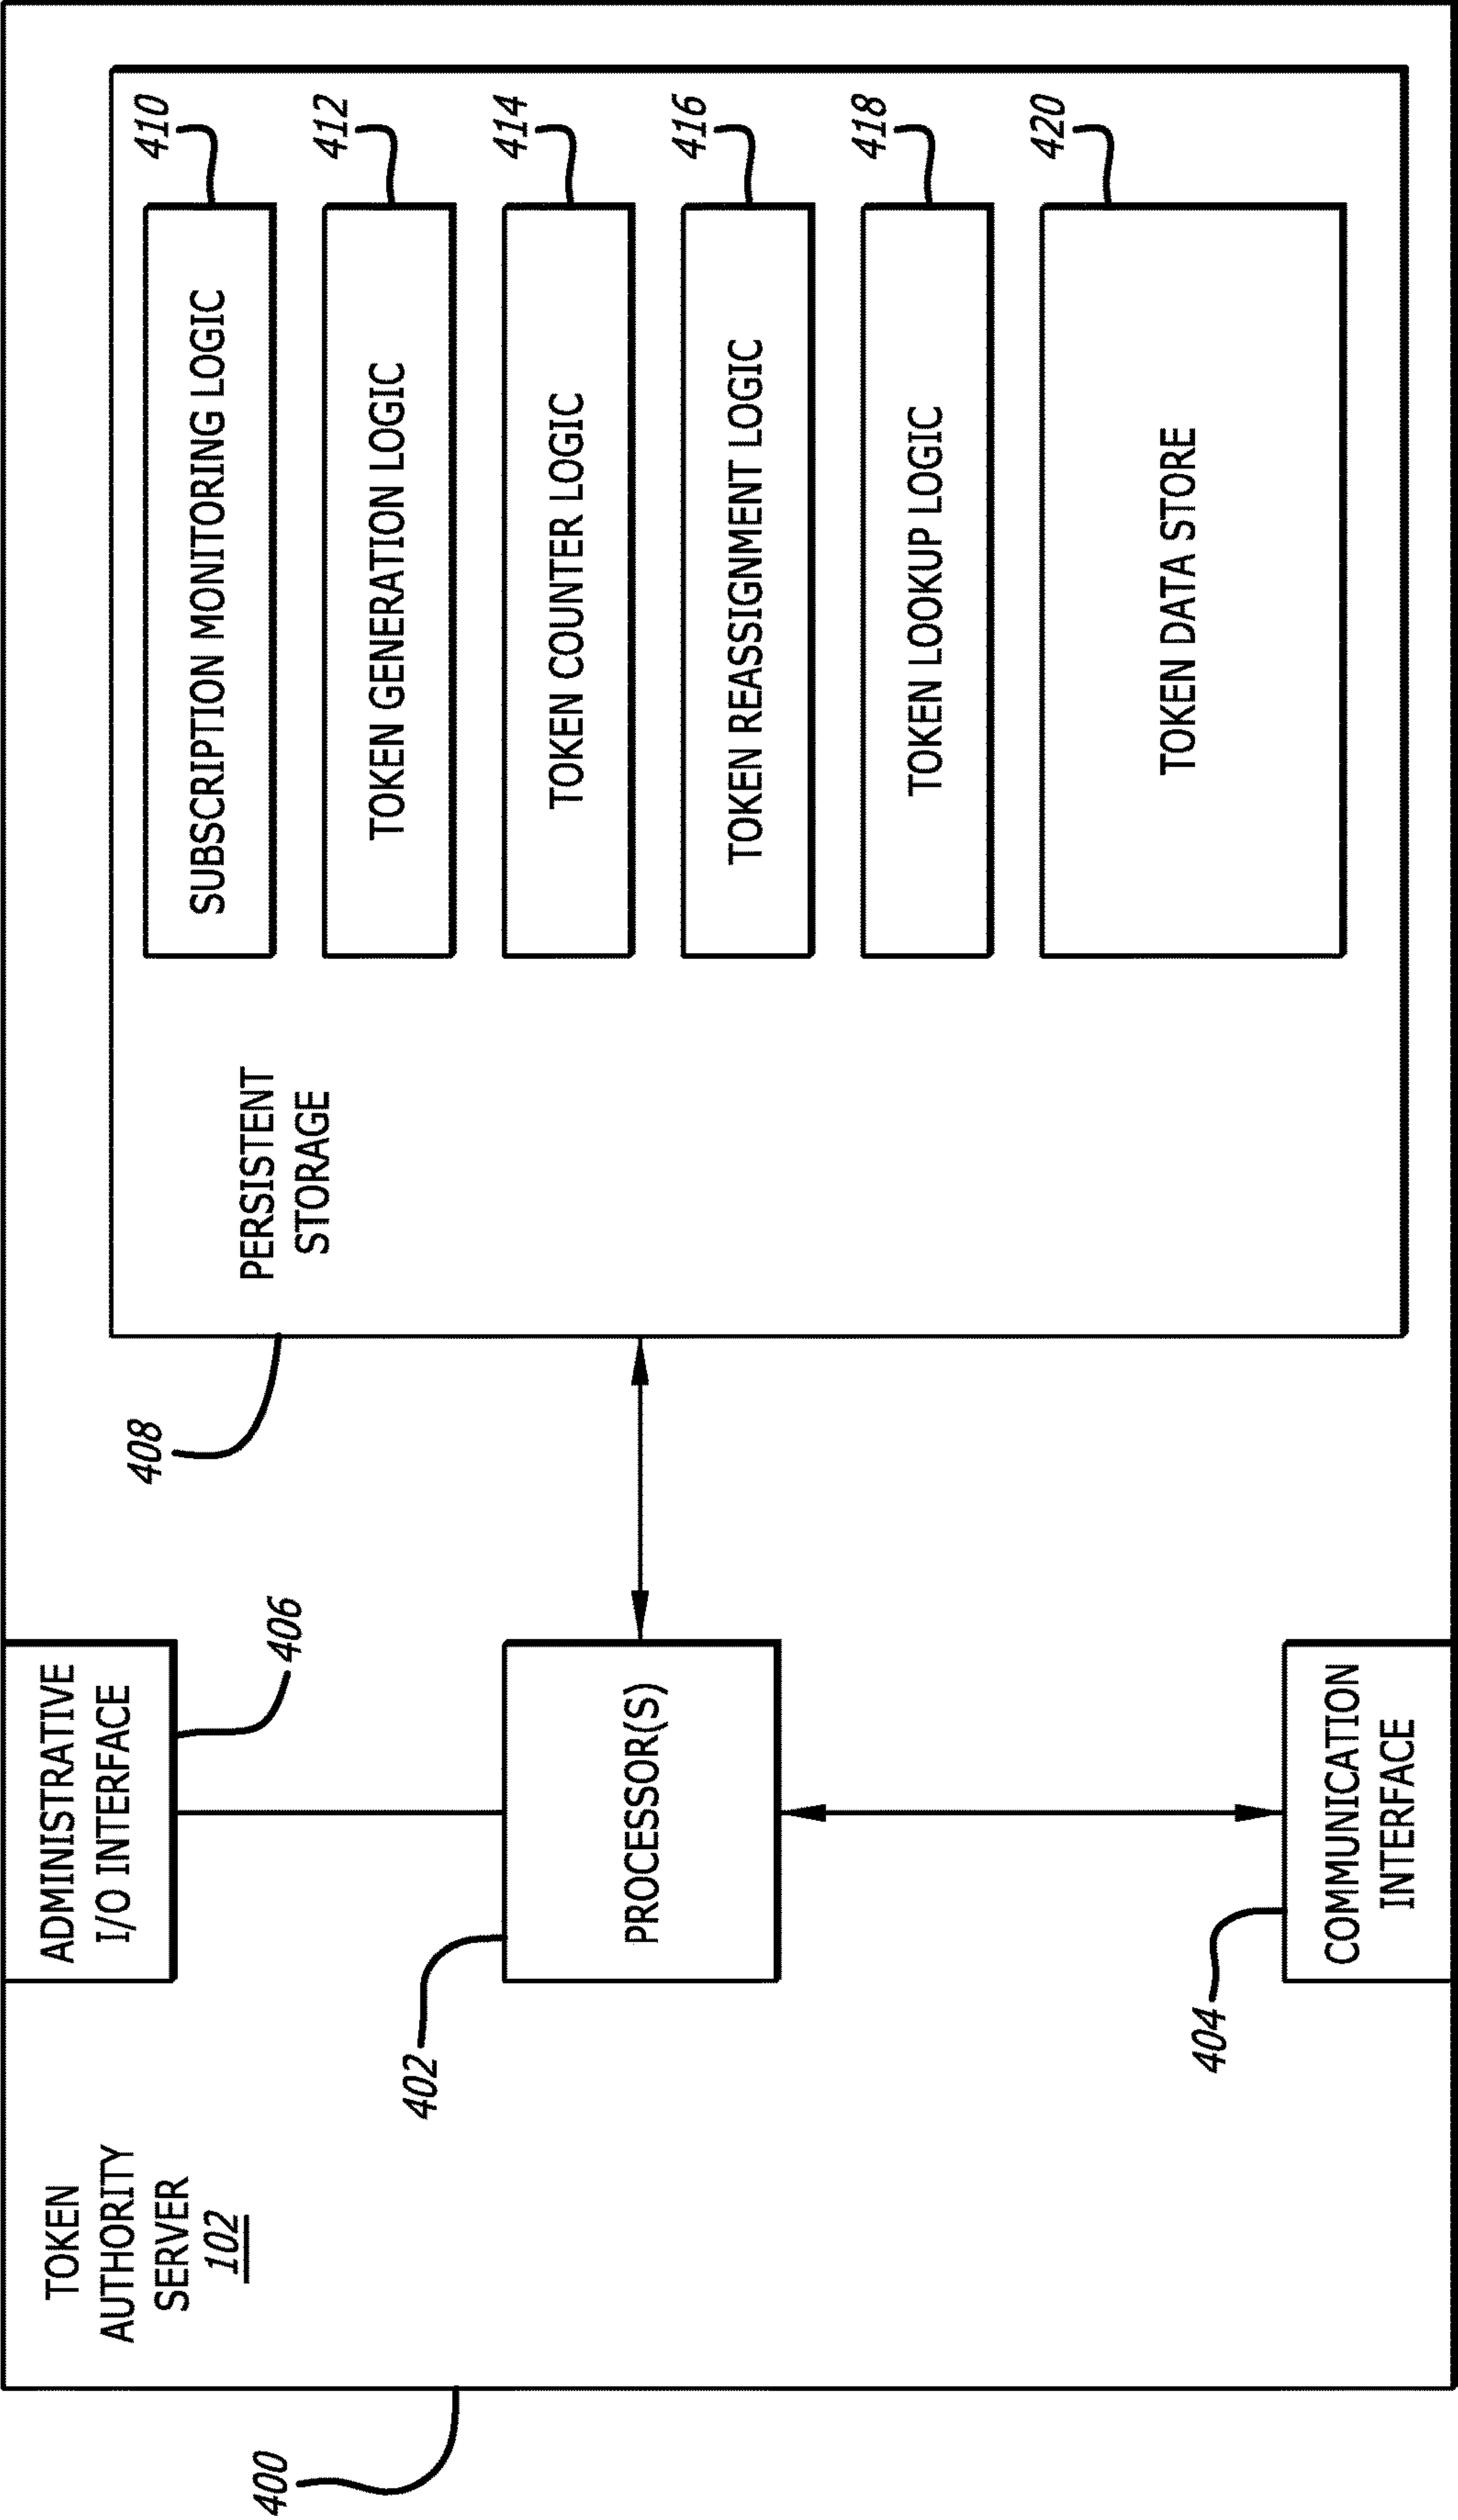 400
TOKEN
AUTHORITY
SERVER
102
ADMINISTRATIVE
I/O INTERFACE
406
402
PROCESSOR(S)
404
COMMUNICATION
INTERFACE
408
PERSISTENT
STORAGE
SUBSCRIPTION MONITORING LOGIC
410
TOKEN GENERATION LOGIC
412
TOKEN COUNTER LOGIC
414
TOKEN REASSIGNMENT LOGIC
416
TOKEN LOOKUP LOGIC
418
TOKEN DATA STORE
420